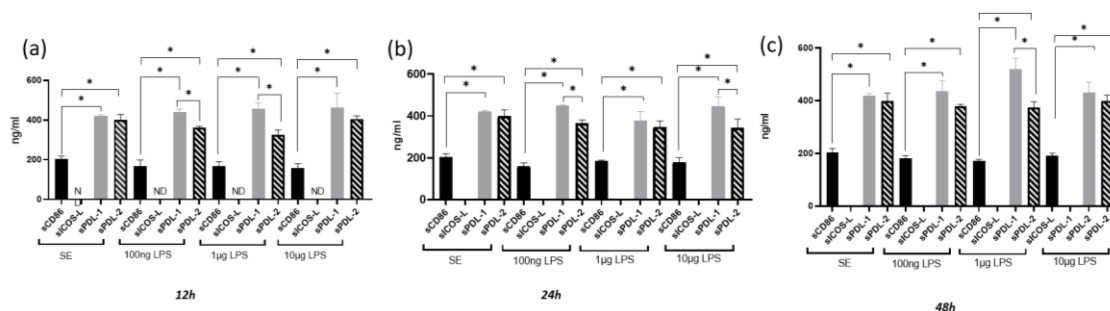 (a)
* * * * * * * * * *
600
400
200
0
ng/ml
N
D
ND
ND
ND
sCD86 sICOS-L sPDL-1 sPDL-2 sCD86 sICOS-L sPDL-1 sPDL-2 sCD86 sICOS-L sPDL-1 sPDL-2 sCD86 sICOS-L sPDL-1 sPDL-2
SE 100ng LPS 1µg LPS 10µg LPS
12h
(b)
* * * * * * * * * *
600
400
200
0
ng/ml
sCD86 sICOS-L sPDL-1 sPDL-2 sCD86 sICOS-L sPDL-1 sPDL-2 sCD86 sICOS-L sPDL-1 sPDL-2 sCD86 sICOS-L sPDL-1 sPDL-2
SE 100ng LPS 1µg LPS 10µg LPS
24h
(c)
* * * * * * * * *
600
400
200
0
ng/ml
sCD86 sICOS-L sPDL-1 sPDL-2 sCD86 sICOS-L sPDL-1 sPDL-2 sCD86 sICOS-L sPDL-1 sPDL-2 sICOS-L sPDL-1 sPDL-2
SE 100ng LPS 1µg LPS 10µg LPS
48h